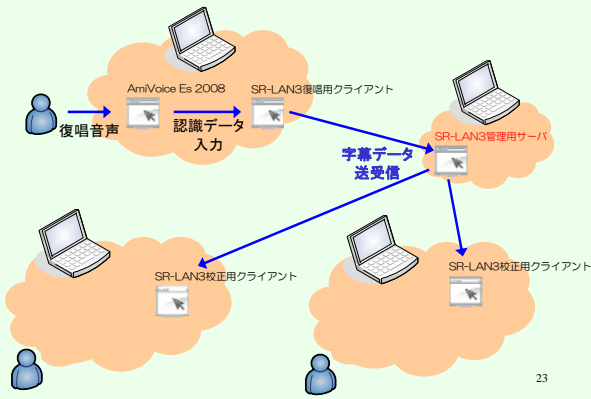 AmiVoice Es 2008
SR-LAN3復唱用クライアント
復唱音声
認識データ
入力
SR-LAN3管理用サーバ
字幕データ
送受信
SR-LAN3校正用クライアント
SR-LAN3校正用クライアント
23